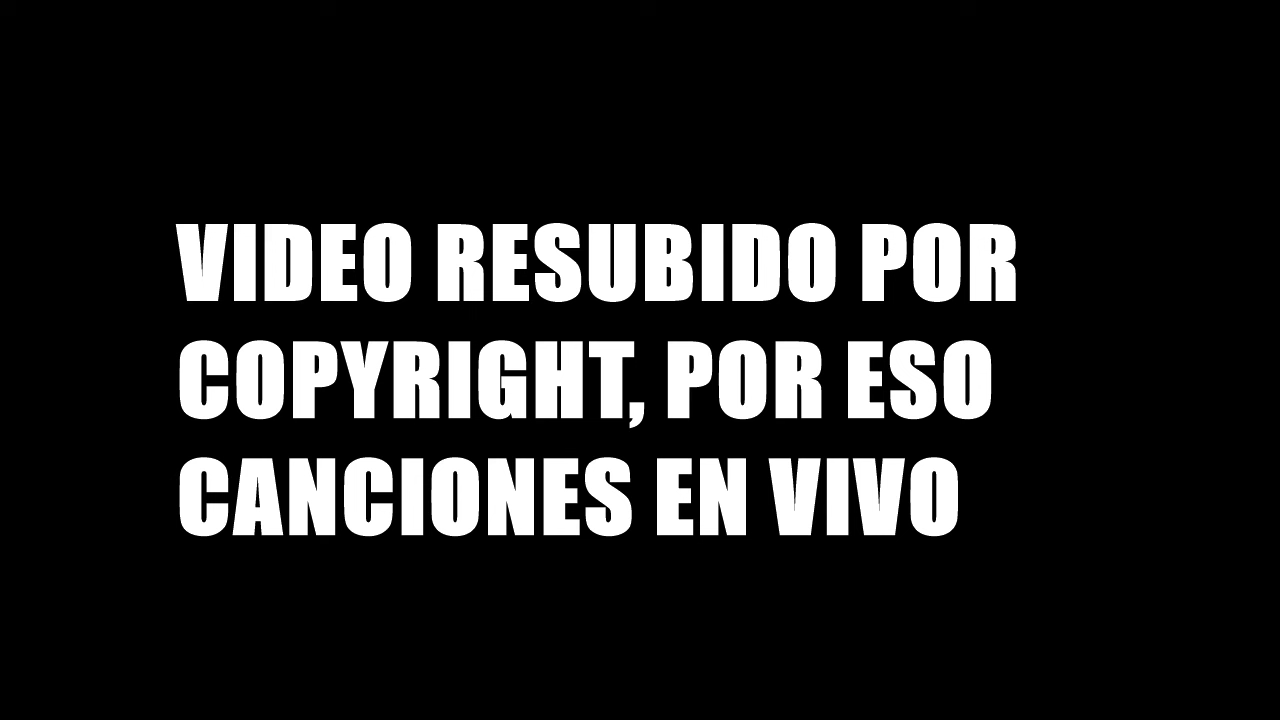 VIDEO RESUBIDO POR
COPYRIGHT, POR ESO
CANCIONES EN VIVO